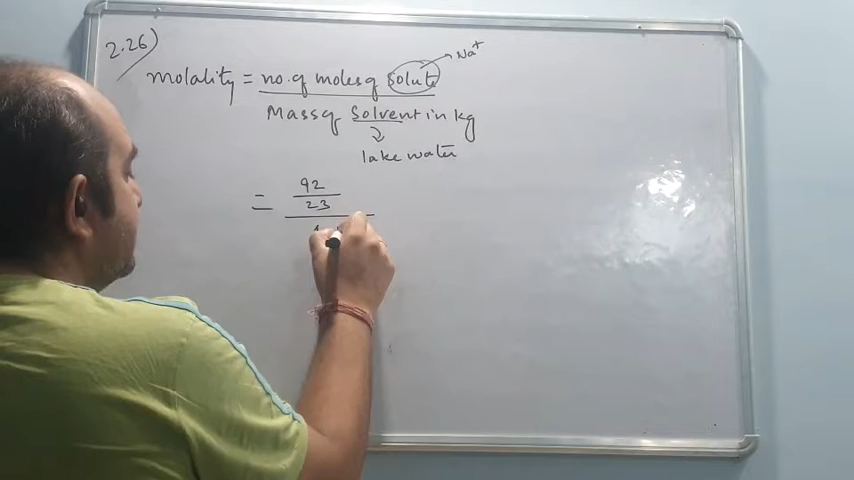 2.26)
Molality = no. of moles of solute → Na+
Mass of solvent in kg
lake water
= 92
23